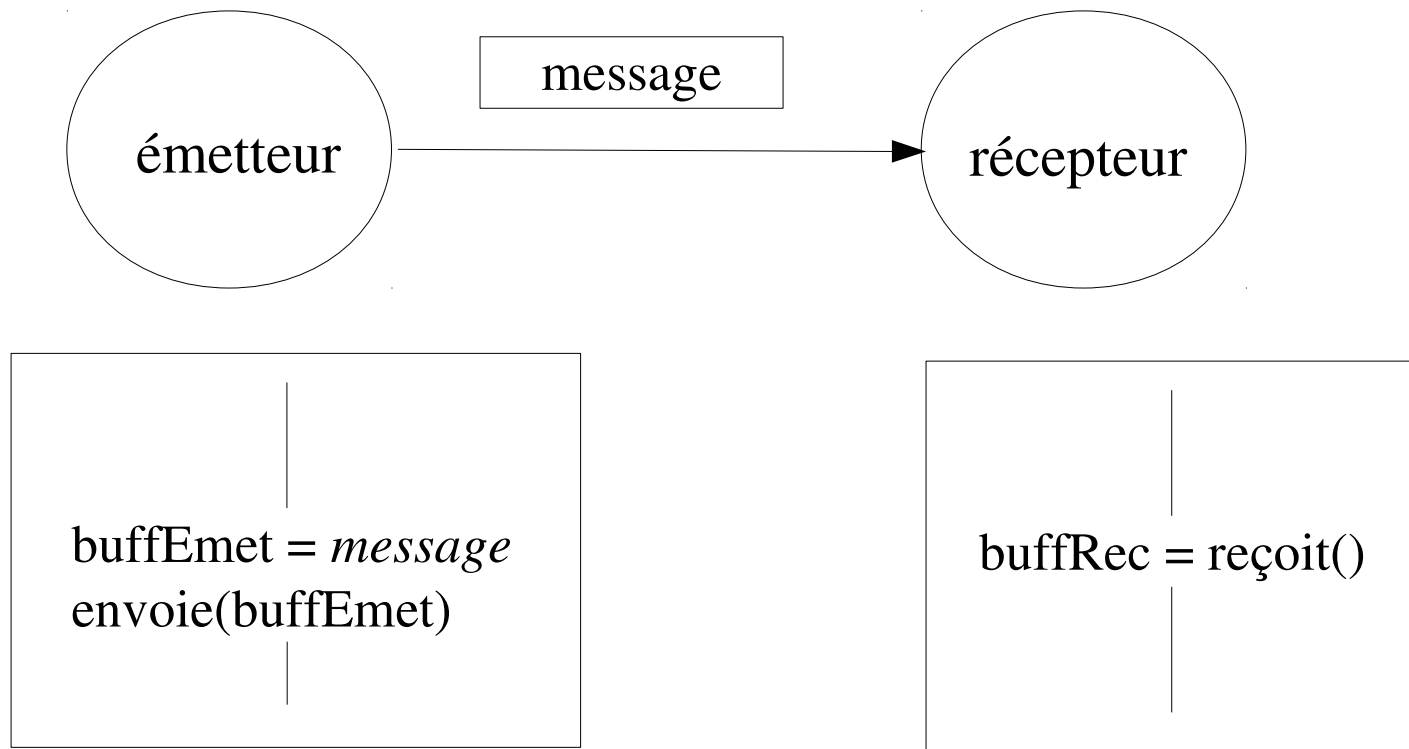 message
émetteur
récepteur
buffEmet = message
envoie(buffEmet)
buffRec = reçoit()